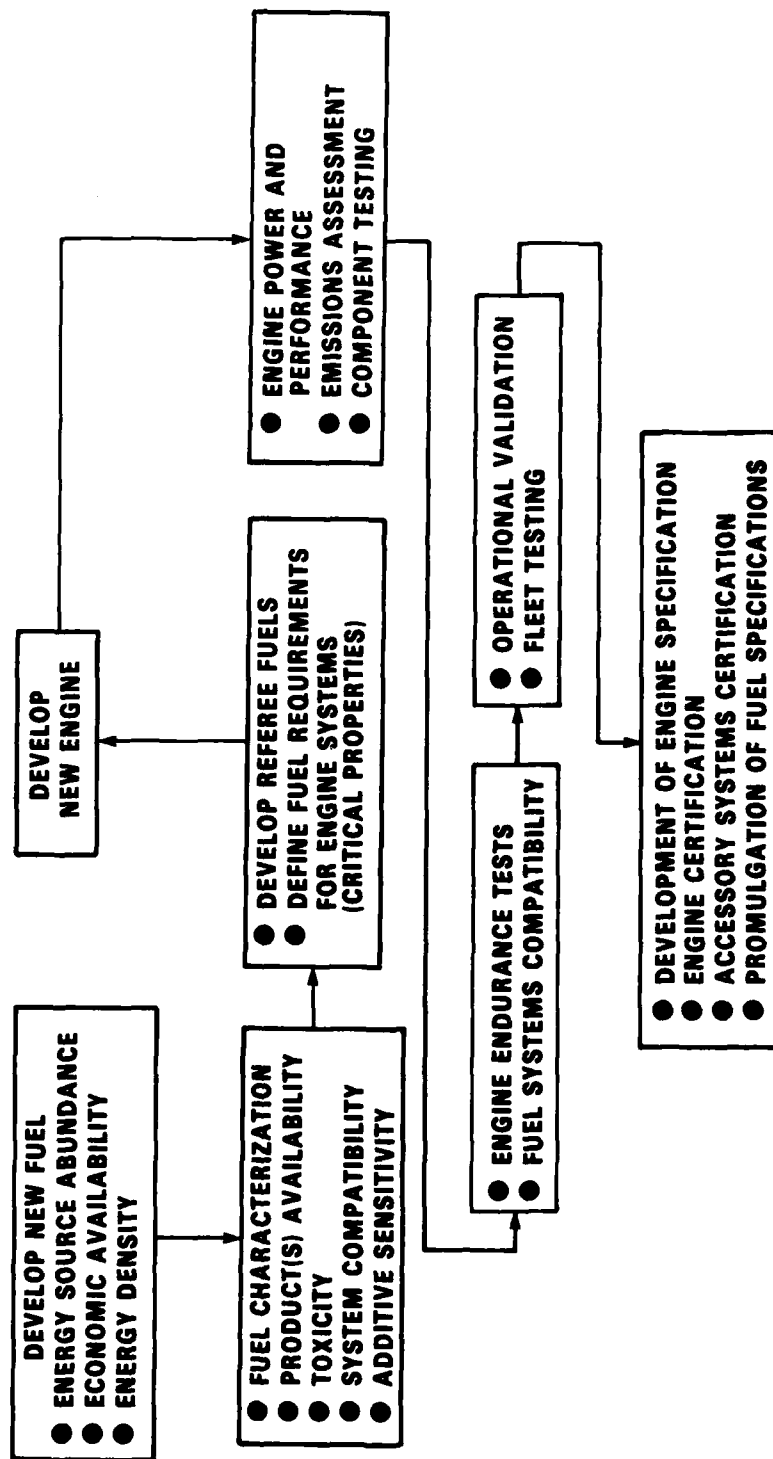 DEVELOP NEW FUEL
● ENERGY SOURCE ABUNDANCE
● ECONOMIC AVAILABILITY
● ENERGY DENSITY
● FUEL CHARACTERIZATION
● PRODUCT(S) AVAILABILITY
● TOXICITY
● SYSTEM COMPATIBILITY
● ADDITIVE SENSITIVITY
● DEVELOP REFEREE FUELS
● DEFINE FUEL REQUIREMENTS
FOR ENGINE SYSTEMS
(CRITICAL PROPERTIES)
DEVELOP
NEW ENGINE
● ENGINE POWER AND
PERFORMANCE
● EMISSIONS ASSESSMENT
● COMPONENT TESTING
● ENGINE ENDURANCE TESTS
● FUEL SYSTEMS COMPATIBILITY
● OPERATIONAL VALIDATION
● FLEET TESTING
● DEVELOPMENT OF ENGINE SPECIFICATION
● ENGINE CERTIFICATION
● ACCESSORY SYSTEMS CERTIFICATION
● PROMULGATION OF FUEL SPECIFICATIONS